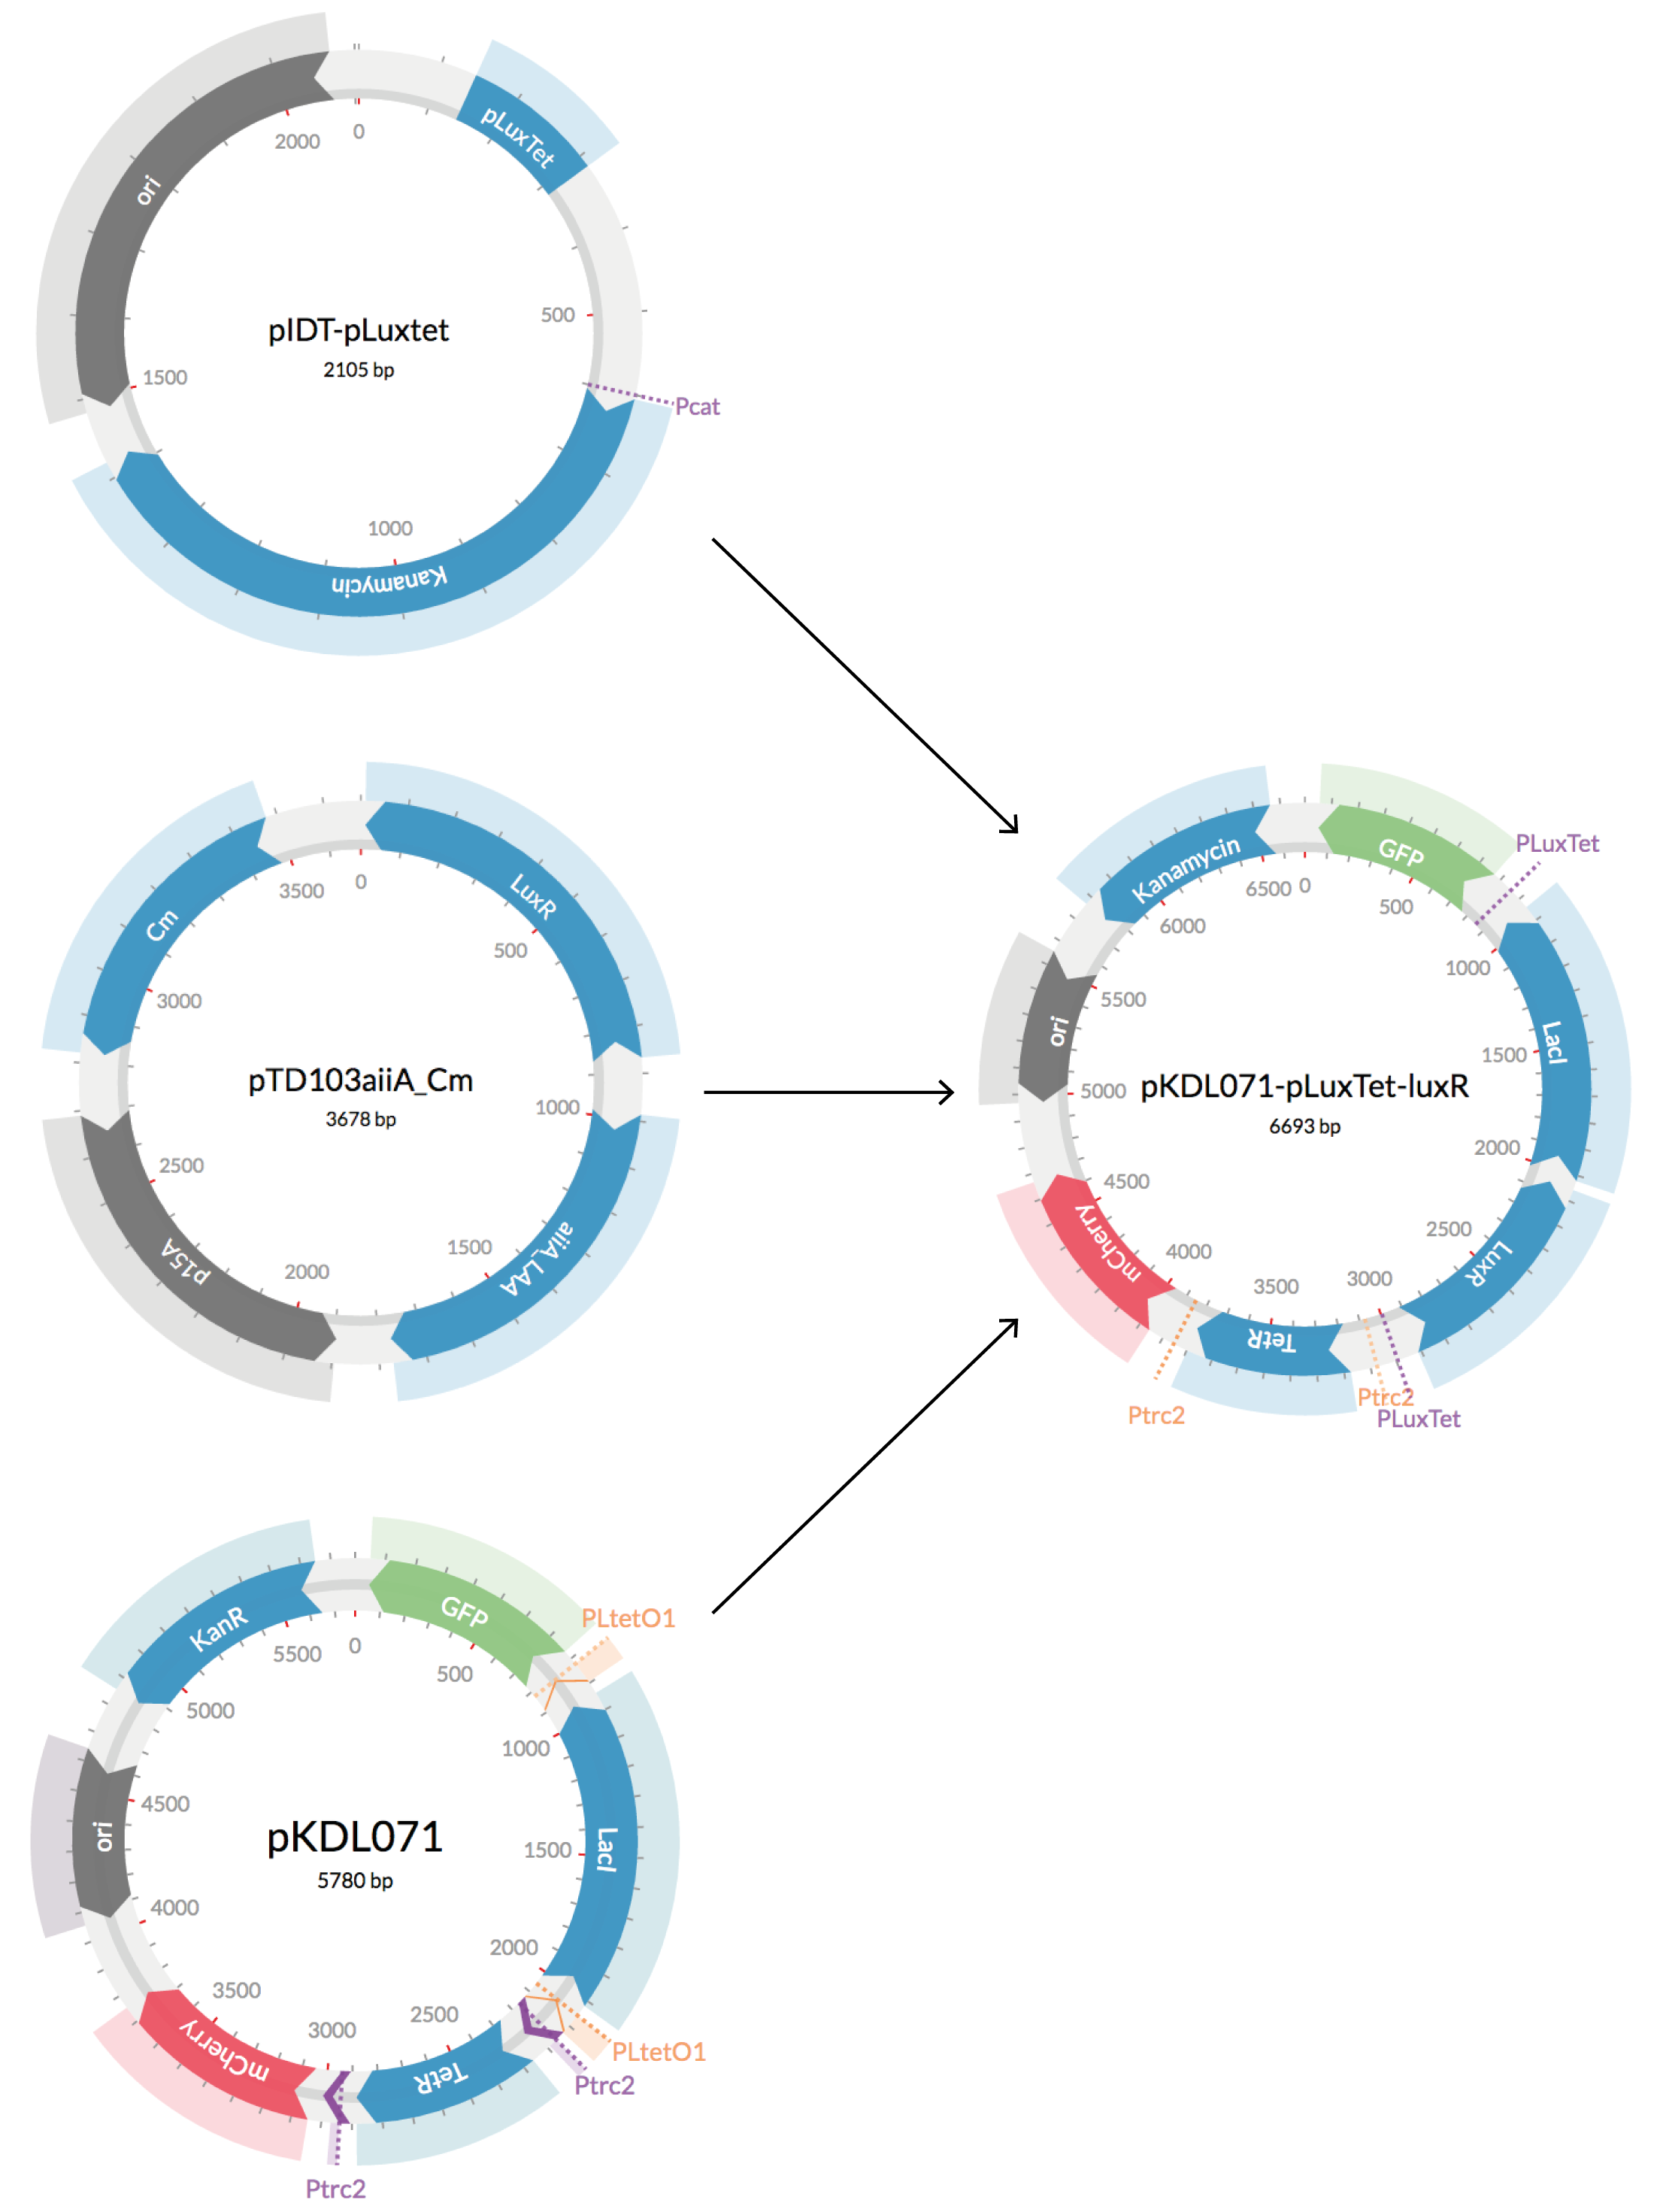 0
2000
ori
pLuxTet
pIDT-pLuxtet
2105 bp
500
1500
Pcat
1000
Kanamycin
Cm
3500
0
LuxR
500
3000
pTD103aiiA_Cm
3678 bp
1000
2500
p15A
2000
1500
aiiA_LAA
Kanamycin
6500
0
GFP
PLuxTet
500
6000
1000
5500
ori
LacI
1500
5000
pKDL071-pLuxTet-luxR
6693 bp
2000
4500
mCherry
2500
LuxR
4000
3500
3000
TetR
Ptrc2
Ptrc2
PLuxTet
KanR
5500
0
GFP
PLtetO1
500
5000
1000
4500
ori
pKDL071
5780 bp
1500
LacI
4000
2000
3500
mCherry
3000
2500
TetR
PLtetO1
Ptrc2
Ptrc2